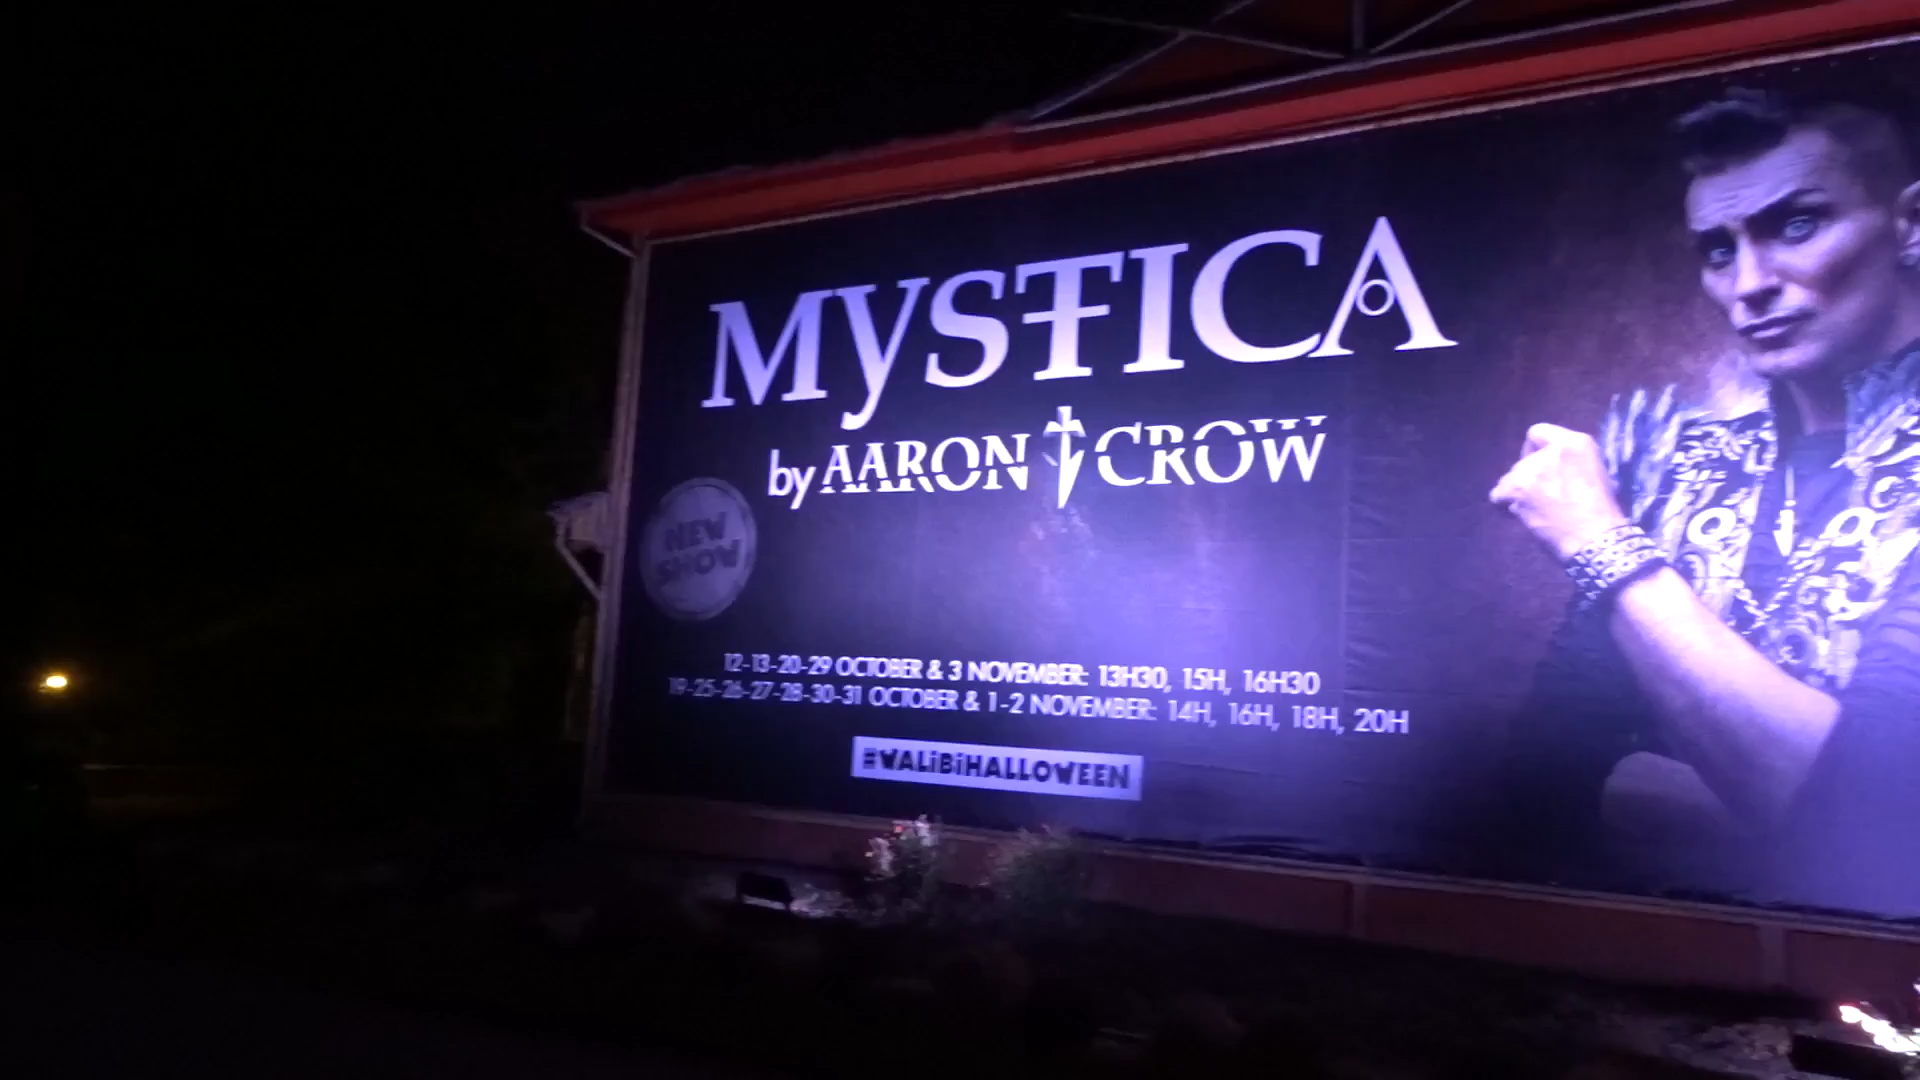 MYSTICA
by AARON CROW
NEW
SHOW
12-13-20-29 OCTOBER & 3 NOVEMBER: 13H30, 15H, 16H30
19-25-26-27-28-30-31 OCTOBER & 1-2 NOVEMBER: 14H, 16H, 18H, 20H
#WALiBiHALLOWEEN